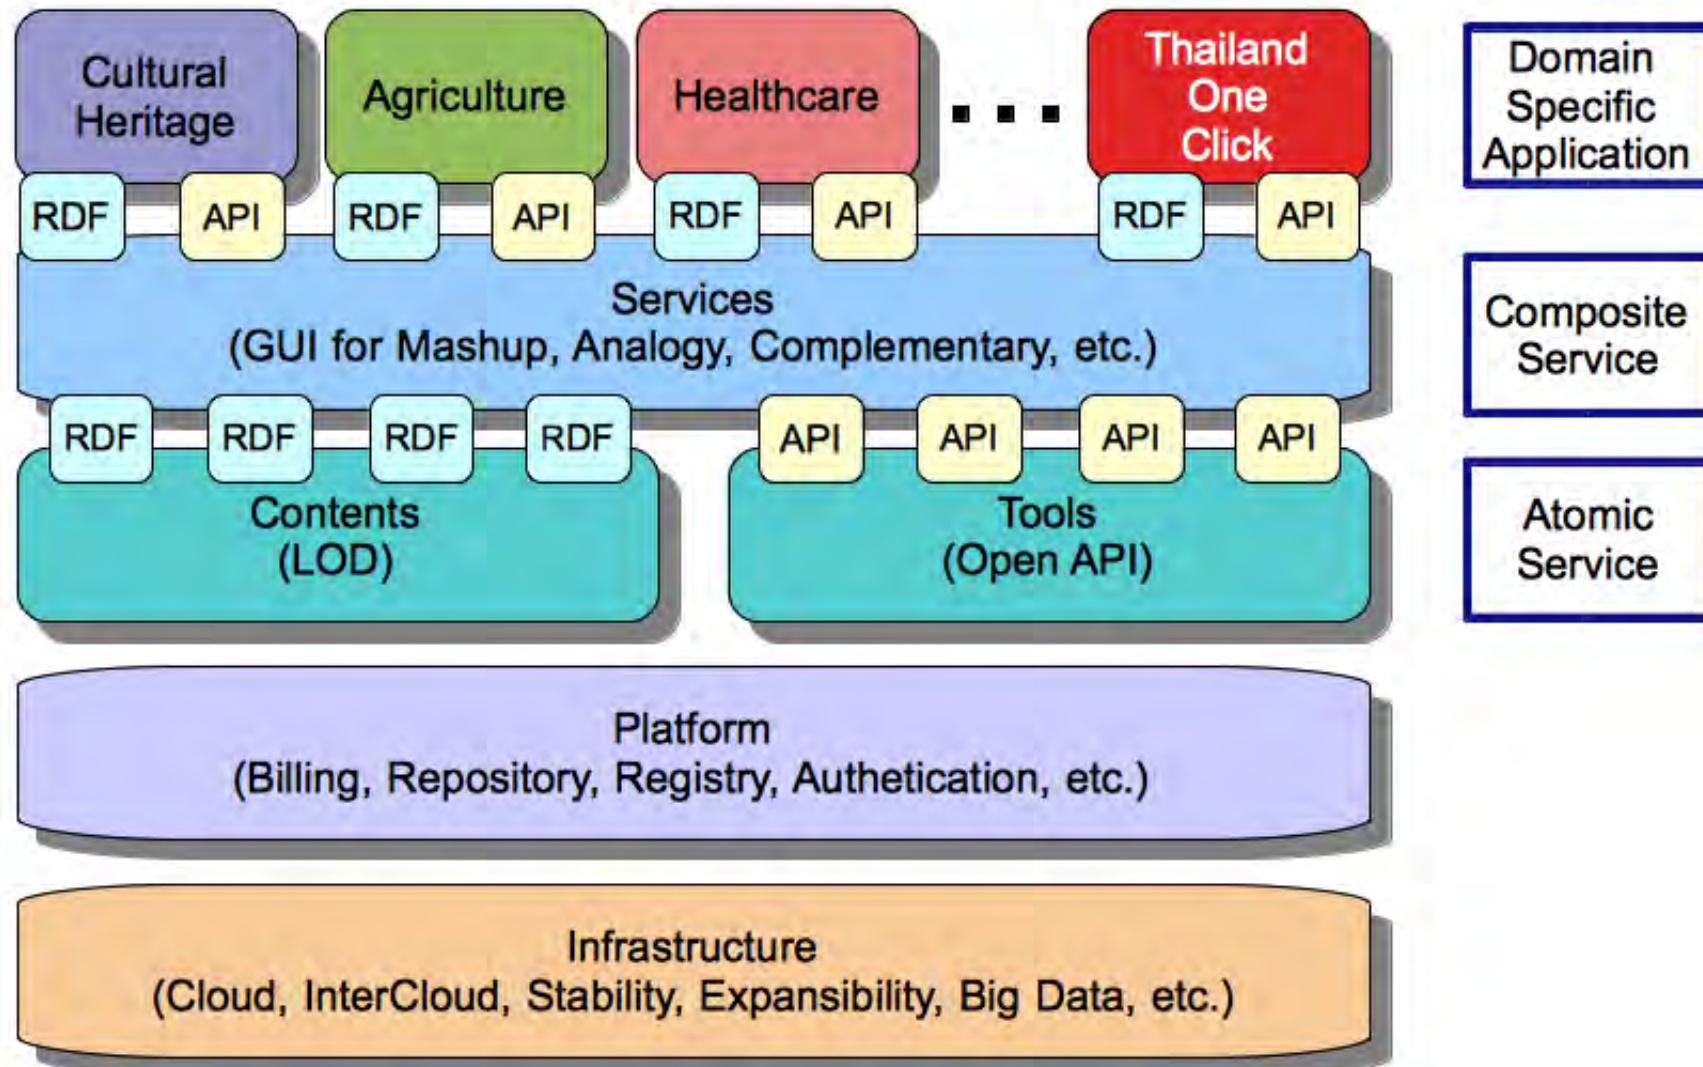 Cultural
Heritage
Agriculture
Healthcare
...
Thailand
One
Click
Domain
Specific
Application
RDF API RDF API RDF API RDF API
Services
(GUI for Mashup, Analogy, Complementary, etc.)
Composite
Service
RDF RDF RDF RDF API API API API
Contents
(LOD)
Tools
(Open API)
Atomic
Service
Platform
(Billing, Repository, Registry, Authetication, etc.)
Infrastructure
(Cloud, InterCloud, Stability, Expansibility, Big Data, etc.)